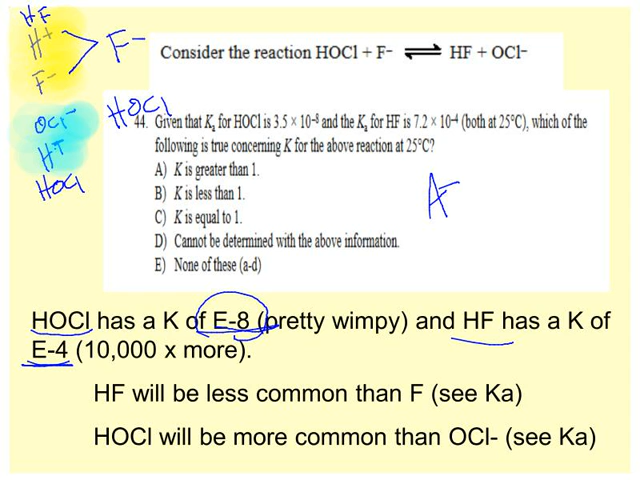 HF
H+
F-
F-
Consider the reaction HOCl + F- ⇌ HF + OCl-
OCl-
H+
HOCl
HOCl
44. Given that Ka for HOCl is 3.5 × 10-8 and the Ka for HF is 7.2 × 10-4 (both at 25°C), which of the
following is true concerning K for the above reaction at 25°C?
A) K is greater than 1.
B) K is less than 1.
C) K is equal to 1.
D) Cannot be determined with the above information.
E) None of these (a-d)
A-
HOCl has a K of E-8 (pretty wimpy) and HF has a K of
E-4 (10,000 x more).
HF will be less common than F (see Ka)
HOCl will be more common than OCl- (see Ka)